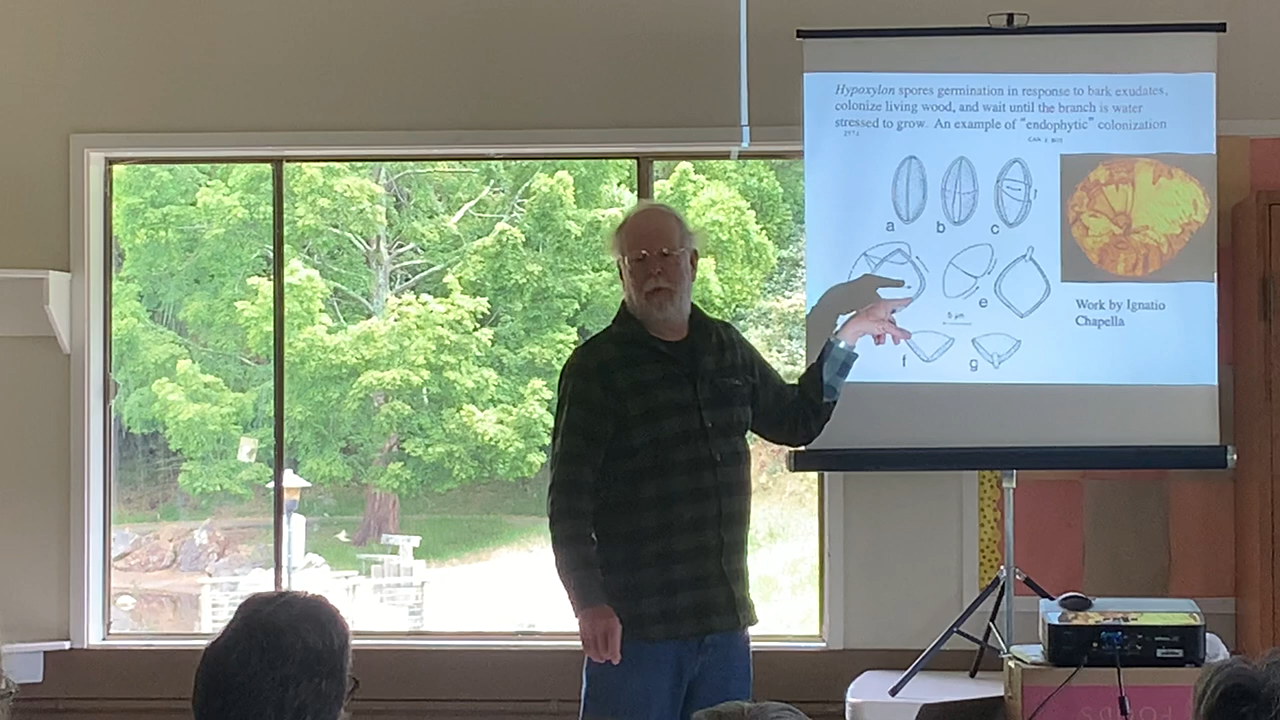 Hypoxylon spores germination in response to bark exudates,
colonize living wood, and wait until the branch is water
stressed to grow. An example of "endophytic" colonization
a
b
c
e
5 µm
Work by Ignatio
Chapella
f
g